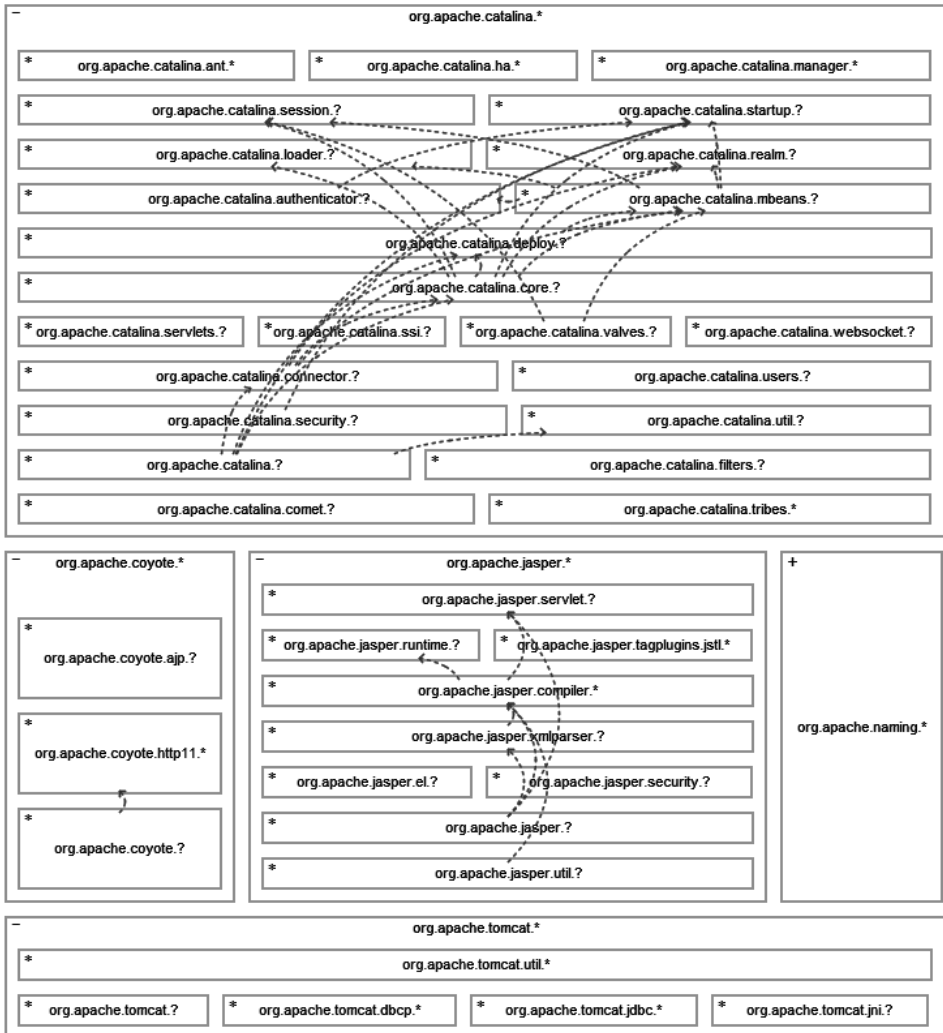 − org.apache.catalina.*
* org.apache.catalina.ant.* * org.apache.catalina.ha.* * org.apache.catalina.manager.*
* org.apache.catalina.session.? * org.apache.catalina.startup.?
* org.apache.catalina.loader.? * org.apache.catalina.realm.?
* org.apache.catalina.authenticator.? * org.apache.catalina.mbeans.?
* org.apache.catalina.deploy.?
* org.apache.catalina.core.?
* org.apache.catalina.servlets.? * org.apache.catalina.ssi.? * org.apache.catalina.valves.? * org.apache.catalina.websocket.?
* org.apache.catalina.connector.? * org.apache.catalina.users.?
* org.apache.catalina.security.? * org.apache.catalina.util.?
* org.apache.catalina.? * org.apache.catalina.filters.?
* org.apache.catalina.comet.? * org.apache.catalina.tribes.*
− org.apache.coyote.*
* org.apache.coyote.ajp.?
* org.apache.coyote.http11.*
* org.apache.coyote.?
− org.apache.jasper.*
* org.apache.jasper.servlet.?
* org.apache.jasper.runtime.? * org.apache.jasper.tagplugins.jstl.*
* org.apache.jasper.compiler.*
* org.apache.jasper.xmlparser.?
* org.apache.jasper.el.? * org.apache.jasper.security.?
* org.apache.jasper.?
* org.apache.jasper.util.?
+
org.apache.naming.*
− org.apache.tomcat.*
* org.apache.tomcat.util.*
* org.apache.tomcat.? * org.apache.tomcat.dbcp.* * org.apache.tomcat.jdbc.* * org.apache.tomcat.jni.?